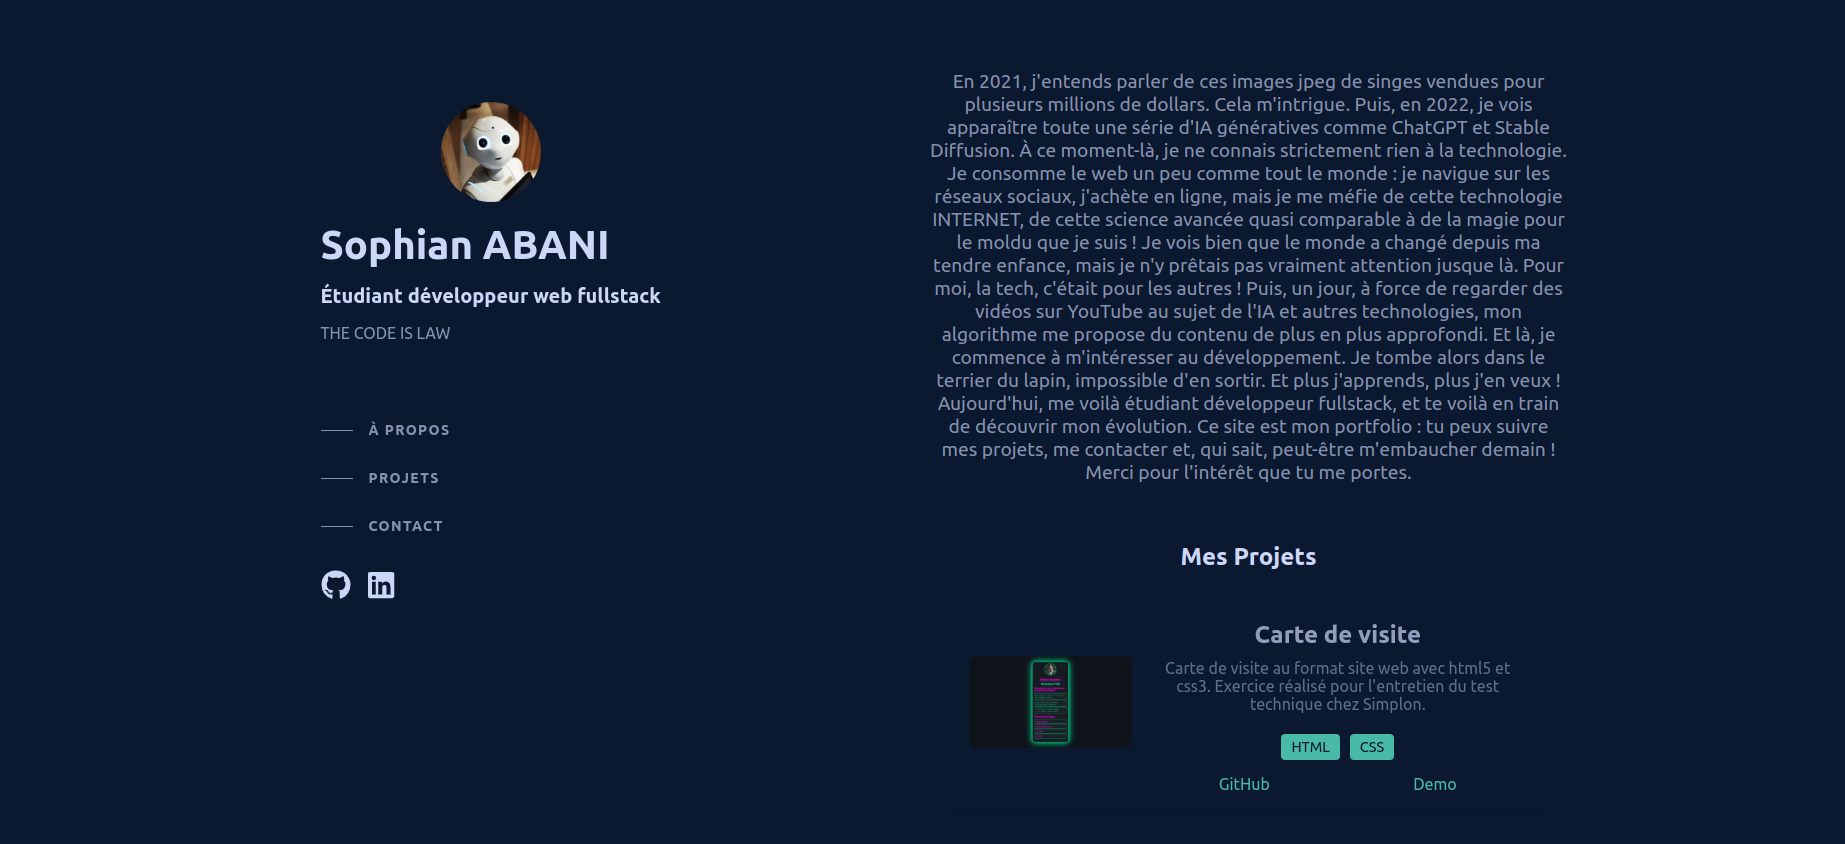 Sophian ABANI
Étudiant développeur web fullstack
THE CODE IS LAW
À PROPOS
PROJETS
CONTACT
in
En 2021, j'entends parler de ces images jpeg de singes vendues pour
plusieurs millions de dollars. Cela m'intrigue. Puis, en 2022, je vois
apparaître toute une série d'IA génératives comme ChatGPT et Stable
Diffusion. À ce moment-là, je ne connais strictement rien à la technologie.
Je consomme le web un peu comme tout le monde : je navigue sur les
réseaux sociaux, j'achète en ligne, mais je me méfie de cette technologie
INTERNET, de cette science avancée quasi comparable à de la magie pour
le moldu que je suis ! Je vois bien que le monde a changé depuis ma
tendre enfance, mais je n'y prêtais pas vraiment attention jusque là. Pour
moi, la tech, c'était pour les autres ! Puis, un jour, à force de regarder des
vidéos sur YouTube au sujet de l'IA et autres technologies, mon
algorithme me propose du contenu de plus en plus approfondi. Et là, je
commence à m'intéresser au développement. Je tombe alors dans le
terrier du lapin, impossible d'en sortir. Et plus j'apprends, plus j'en veux !
Aujourd'hui, me voilà étudiant développeur fullstack, et te voilà en train
de découvrir mon évolution. Ce site est mon portfolio : tu peux suivre
mes projets, me contacter et, qui sait, peut-être m'embaucher demain !
Merci pour l'intérêt que tu me portes.
Mes Projets
Carte de visite
Carte de visite au format site web avec html5 et
css3. Exercice réalisé pour l'entretien du test
technique chez Simplon.
HTML CSS
GitHub Demo